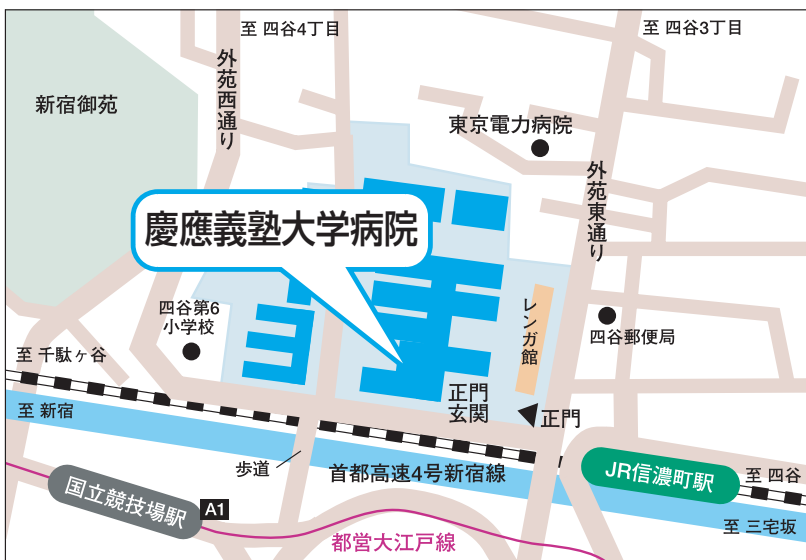 至 四谷4丁目
至 四谷3丁目
外苑西通り
新宿御苑
東京電力病院
外苑東通り
慶應義塾大学病院
四谷第6
小学校
レンガ館
四谷郵便局
至 千駄ヶ谷
正門
玄関
正門
至 新宿
歩道
首都高速4号新宿線
JR信濃町駅
至 四谷
国立競技場駅
A1
至 三宅坂
都営大江戸線